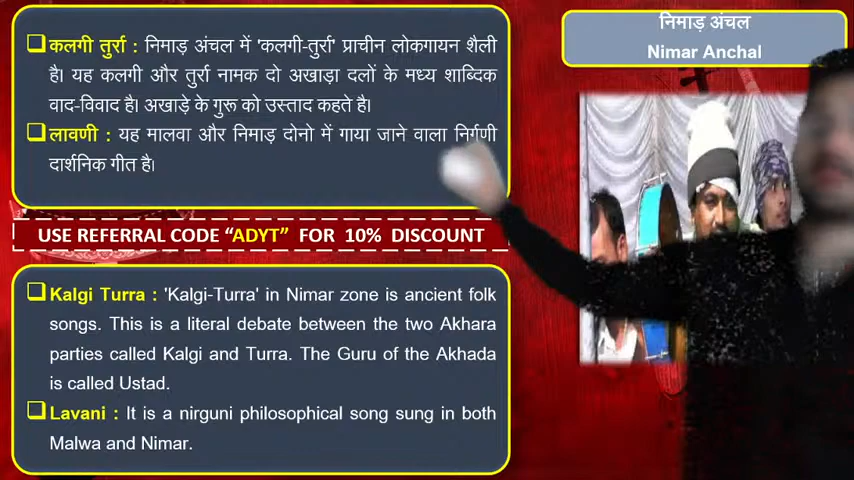 कलगी तुर्रा : निमाड़ अंचल में 'कलगी-तुर्रा' प्राचीन लोकगायन शैली
है। यह कलगी और तुर्रा नामक दो अखाड़ा दलों के मध्य शाब्दिक
वाद-विवाद है। अखाड़े के गुरू को उस्ताद कहते है।
लावणी : यह मालवा और निमाड़ दोनो में गाया जाने वाला निर्गुणी
दार्शनिक गीत है।
निमाड़ अंचल
Nimar Anchal
USE REFERRAL CODE “ADYT” FOR 10% DISCOUNT
Kalgi Turra : 'Kalgi-Turra' in Nimar zone is ancient folk
songs. This is a literal debate between the two Akhara
parties called Kalgi and Turra. The Guru of the Akhada
is called Ustad.
Lavani : It is a nirguni philosophical song sung in both
Malwa and Nimar.